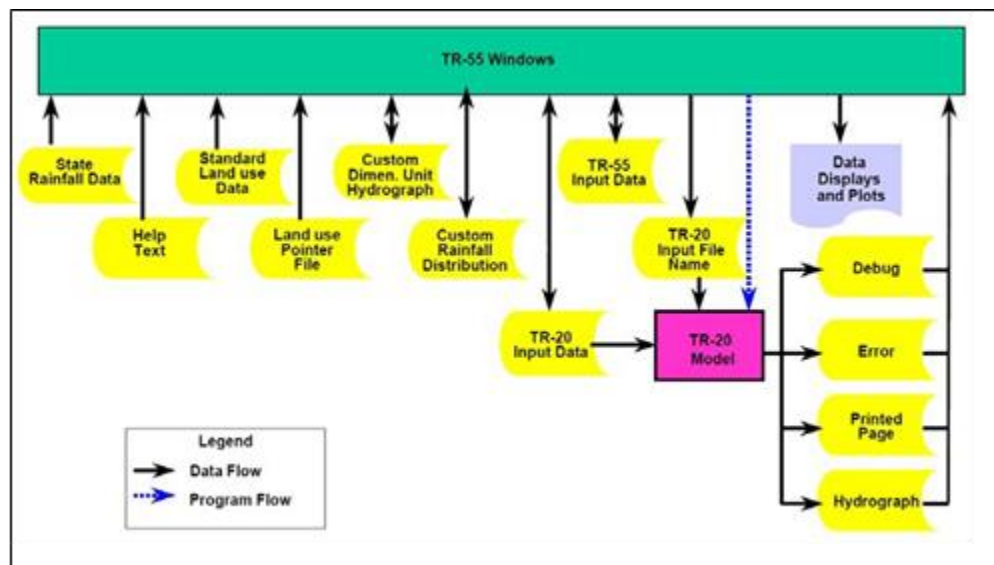 TR-55 Windows
State
Rainfall Data
Standard
Land use
Data
Custom
Dimen. Unit
Hydrograph
TR-55
Input Data
Data
Displays
and Plots
Help
Text
Land use
Pointer
File
Custom
Rainfall
Distribution
TR-20
Input File
Name
Debug
TR-20
Input Data
TR-20
Model
Error
Printed
Page
Hydrograph
Legend
Data Flow
Program Flow